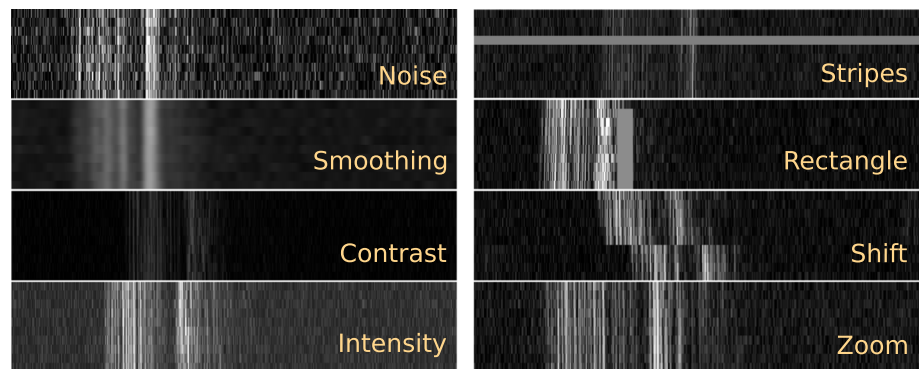 Noise
Smoothing
Contrast
Intensity
Stripes
Rectangle
Shift
Zoom